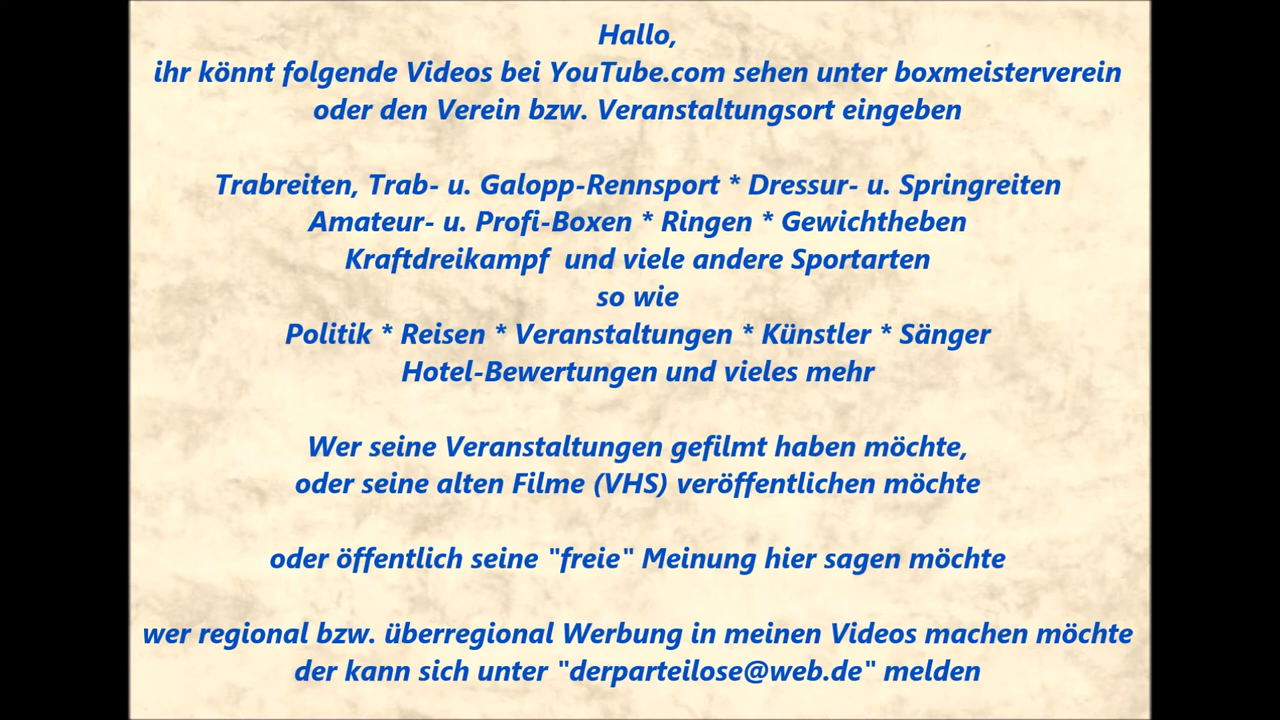 Hallo,
ihr könnt folgende Videos bei YouTube.com sehen unter boxmeisterverein
oder den Verein bzw. Veranstaltungsort eingeben
Trabreiten, Trab- u. Galopp-Rennsport * Dressur- u. Springreiten
Amateur- u. Profi-Boxen * Ringen * Gewichtheben
Kraftdreikampf  und viele andere Sportarten
so wie
Politik * Reisen * Veranstaltungen * Künstler * Sänger
Hotel-Bewertungen und vieles mehr
Wer seine Veranstaltungen gefilmt haben möchte,
oder seine alten Filme (VHS) veröffentlichen möchte
oder öffentlich seine "freie" Meinung hier sagen möchte
wer regional bzw. überregional Werbung in meinen Videos machen möchte
der kann sich unter "derparteilose@web.de" melden